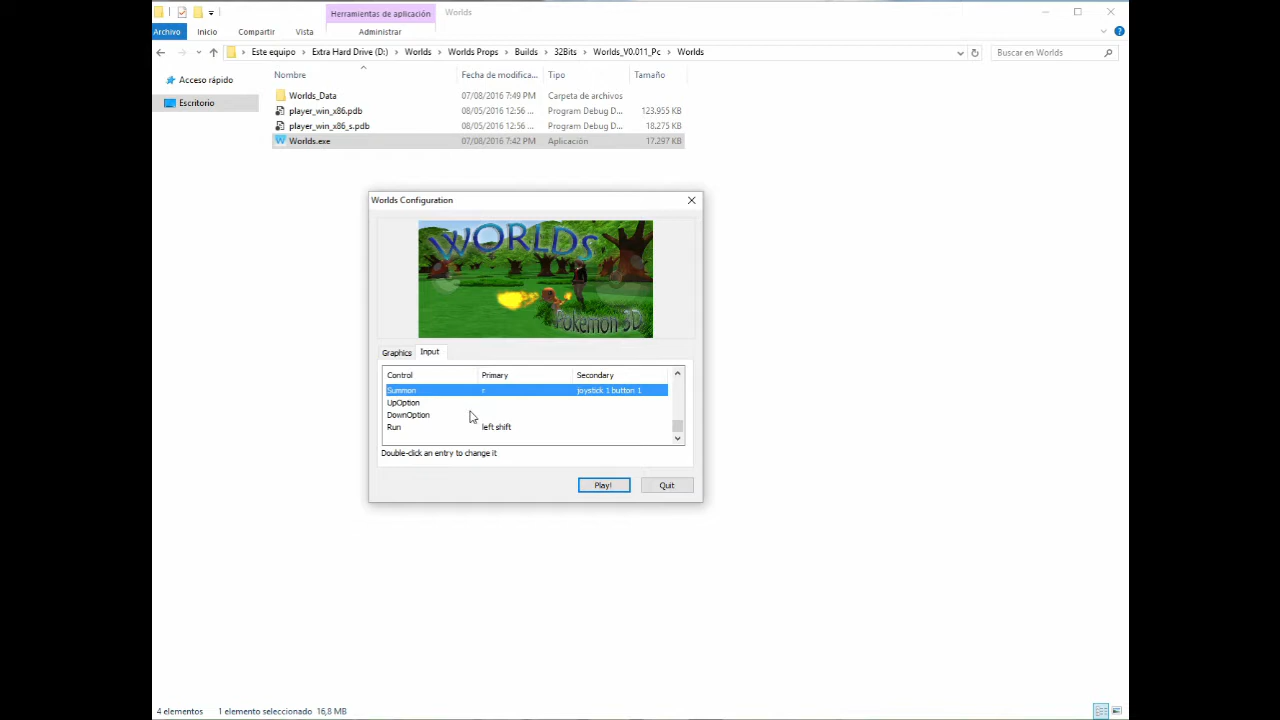 Herramientas de aplicación
Worlds
Archivo
Inicio
Compartir
Vista
Administrar
Este equipo
Extra Hard Drive (D:)
Worlds
Worlds Props
Builds
32Bits
Worlds_V0.011_Pc
Worlds
Buscar en Worlds
Acceso rápido
Escritorio
Nombre Fecha de modifica... Tipo Tamaño
Worlds_Data 07/08/2016 7:49 PM Carpeta de archivos
player_win_x86.pdb 08/05/2016 12:56 ... Program Debug D... 123.955 KB
player_win_x86_s.pdb 08/05/2016 12:56 ... Program Debug D... 18.275 KB
Worlds.exe 07/08/2016 7:42 PM Aplicación 17.297 KB
Worlds Configuration
WORLDS
Pokemon 3D
Graphics Input
Control Primary Secondary
Summon r joystick 1 button 1
UpOption
DownOption
Run left shift
Double-click an entry to change it
Play! Quit
4 elementos 1 elemento seleccionado 16,8 MB